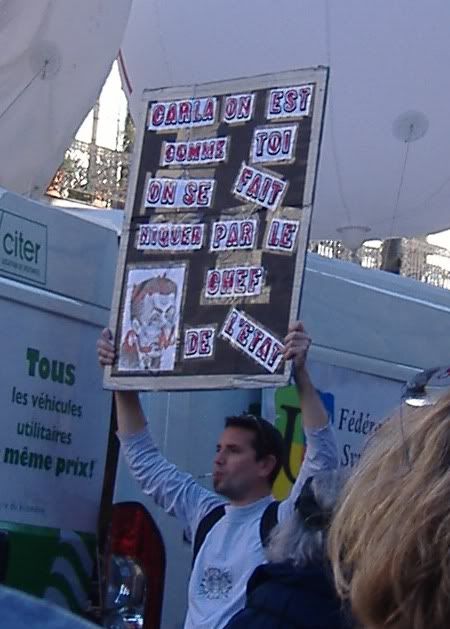 CARLA ON EST
COMME TOI
ON SE FAIT
NIQUER PAR LE
CHEF
DE L'ETAT
citer
Tous
les véhicules
utilitaires
même prix!
Fédér
Sy